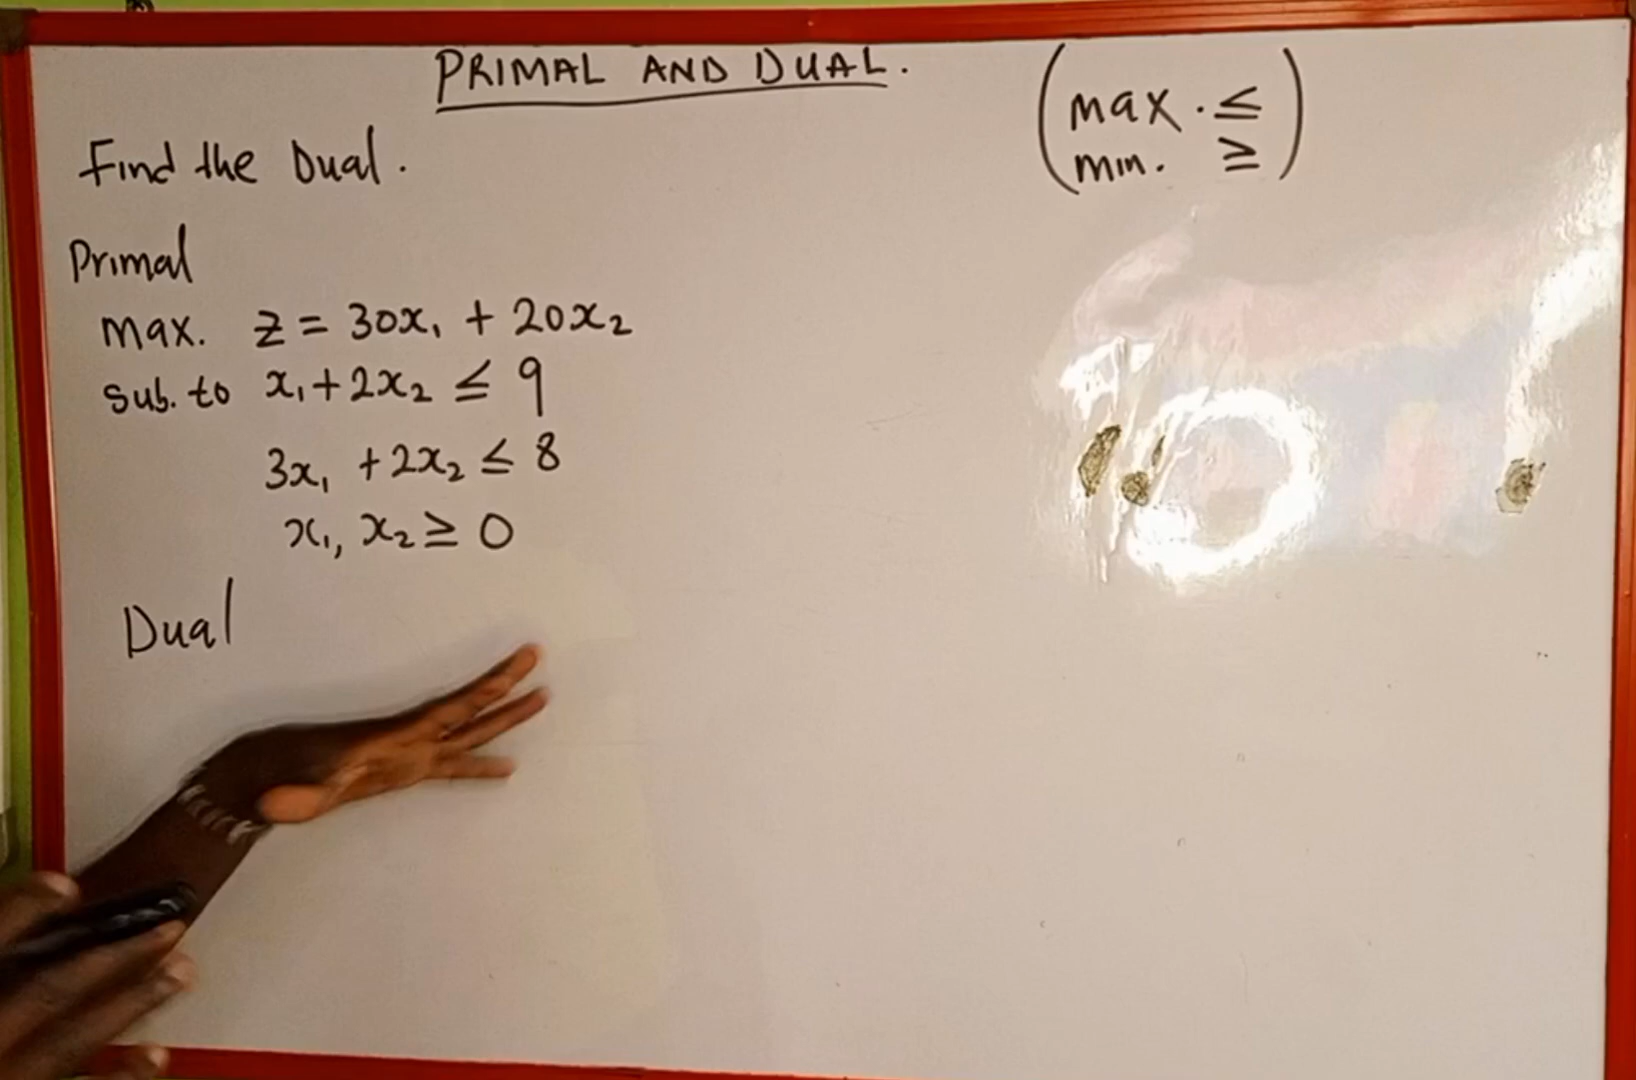 PRIMAL AND DUAL.
(max. ≤
min. ≥)
Find the Dual.
Primal
max. z = 30x₁ + 20x₂
sub. to x₁ + 2x₂ ≤ 9
3x₁ + 2x₂ ≤ 8
x₁, x₂ ≥ 0
Dual